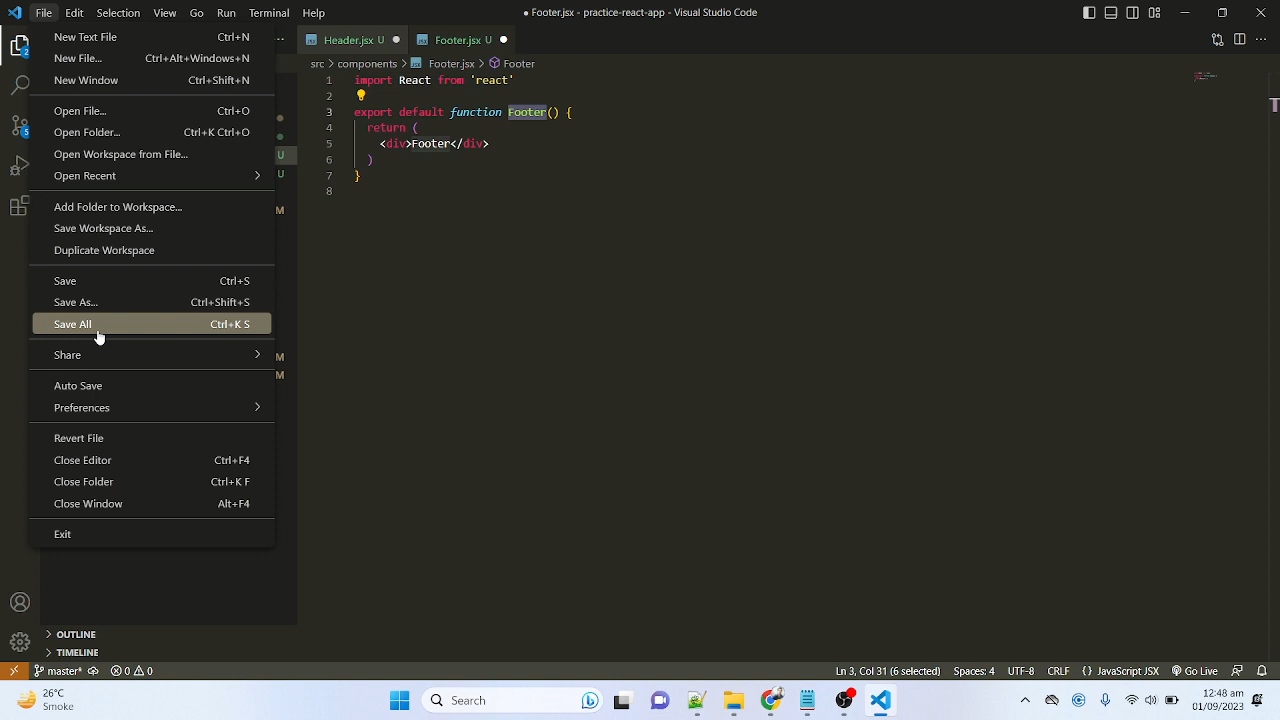 File Edit Selection View Go Run Terminal Help
● Footer.jsx - practice-react-app - Visual Studio Code
Header.jsx U
Footer.jsx U
src > components > Footer.jsx > Footer
1 import React from 'react'
2
3 export default function Footer() {
4 return (
5 <div>Footer</div>
6 )
7 }
8
New Text File Ctrl+N
New File... Ctrl+Alt+Windows+N
New Window Ctrl+Shift+N
Open File... Ctrl+O
Open Folder... Ctrl+K Ctrl+O
Open Workspace from File...
Open Recent
Add Folder to Workspace...
Save Workspace As...
Duplicate Workspace
Save Ctrl+S
Save As... Ctrl+Shift+S
Save All Ctrl+K S
Share
Auto Save
Preferences
Revert File
Close Editor Ctrl+F4
Close Folder Ctrl+K F
Close Window Alt+F4
Exit
2
5
U
U
M
M
M
OUTLINE
TIMELINE
master* 0 0
Ln 3, Col 31 (6 selected) Spaces: 4 UTF-8 CRLF {} JavaScript JSX Go Live
26°C
Smoke
Search
12:48 am
01/09/2023